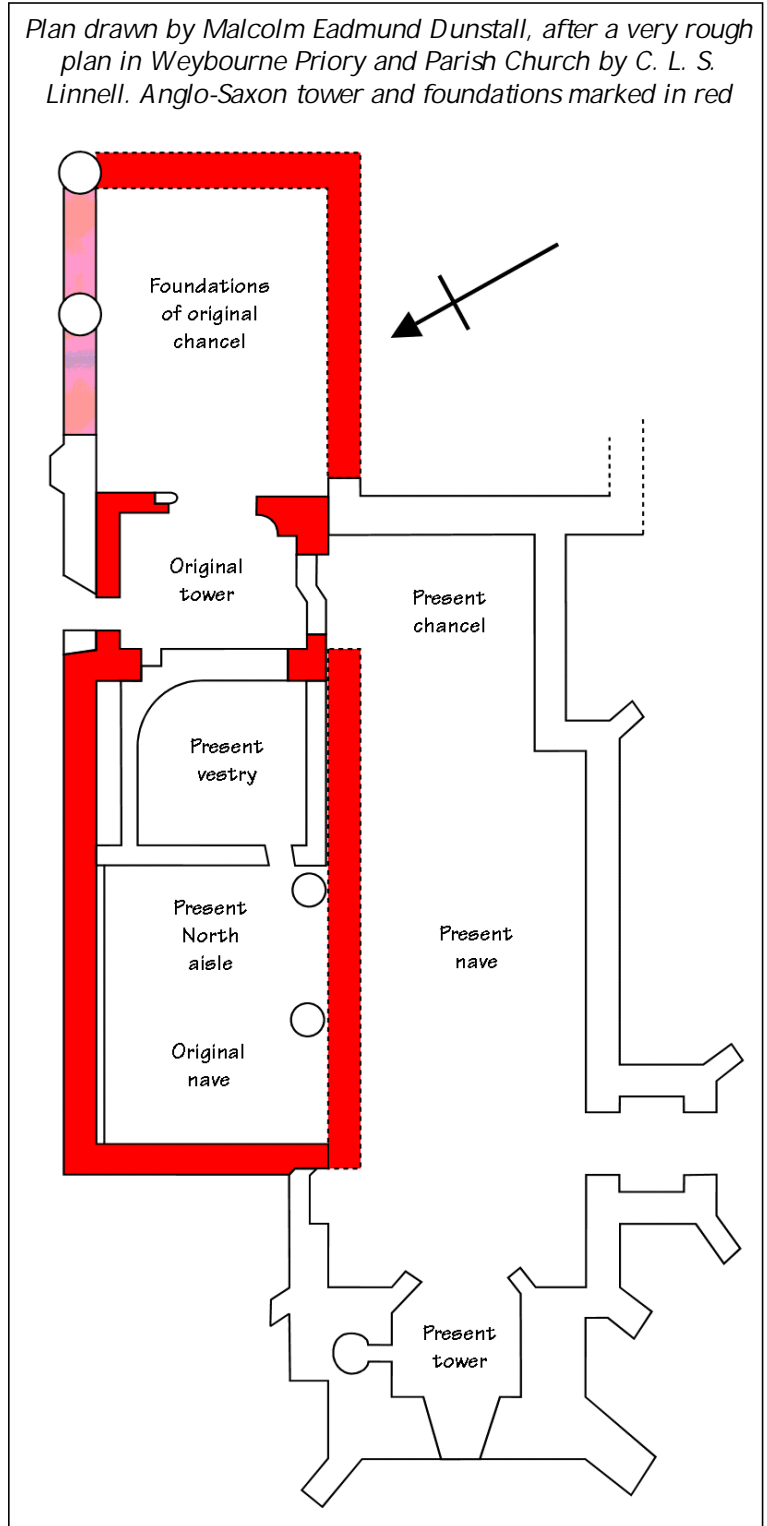 Plan drawn by Malcolm Eadmund Dunstall, after a very rough
plan in Weybourne Priory and Parish Church by C. L. S.
Linnell. Anglo-Saxon tower and foundations marked in red
Foundations
of original
chancel
Original
tower
Present
chancel
Present
vestry
Present
North
aisle
Present
nave
Original
nave
Present
tower